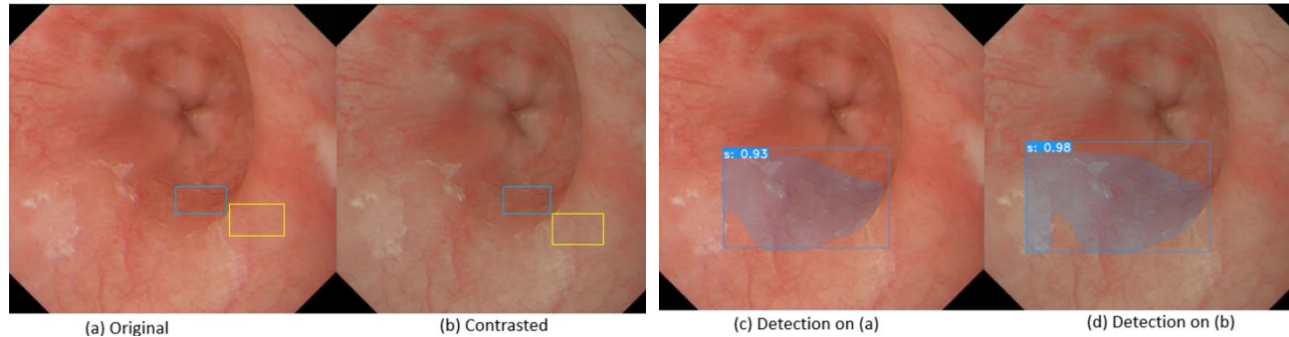 s: 0.93
s: 0.98
(a) Original
(b) Contrasted
(c) Detection on (a)
(d) Detection on (b)